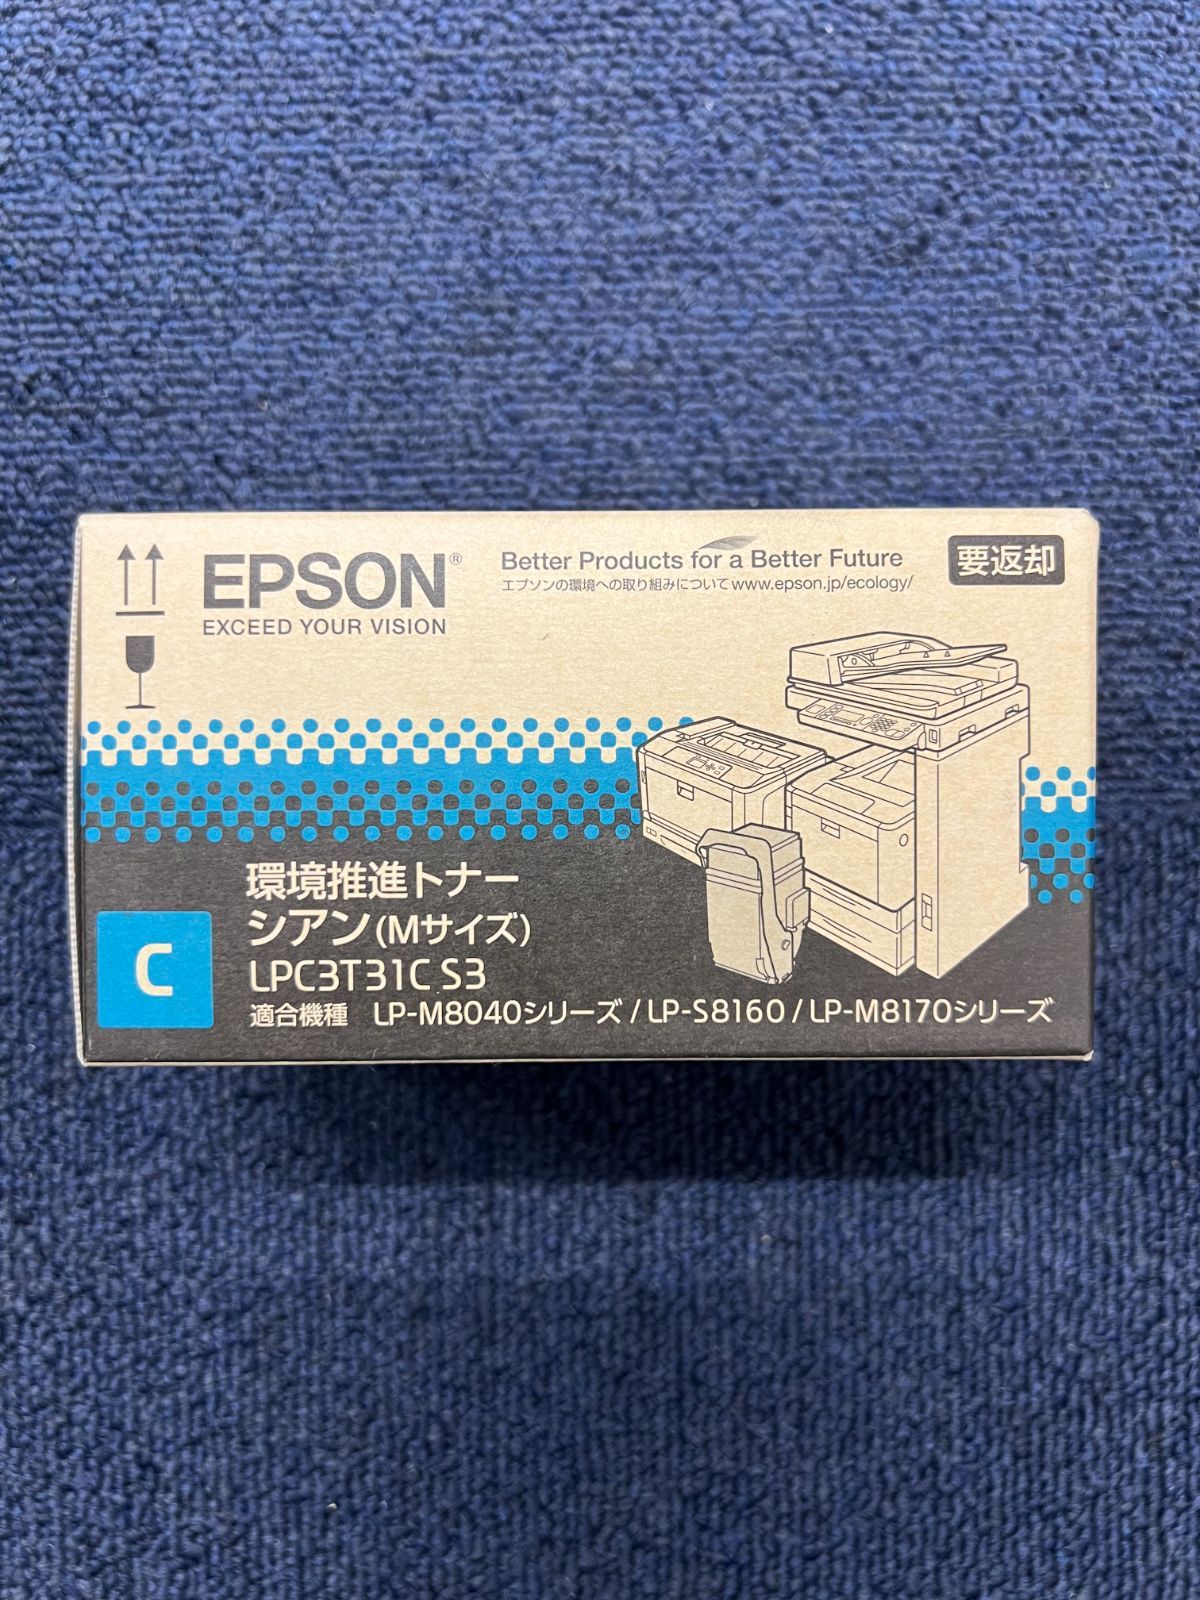 EPSON®
EXCEED YOUR VISION
Better Products for a Better Future
エプソンの環境への取り組みについて www.epson.jp/ecology/
要返却
環境推進トナー
シアン(Mサイズ)
C
LPC3T31C S3
適合機種 LP-M8040シリーズ / LP-S8160 / LP-M8170シリーズ